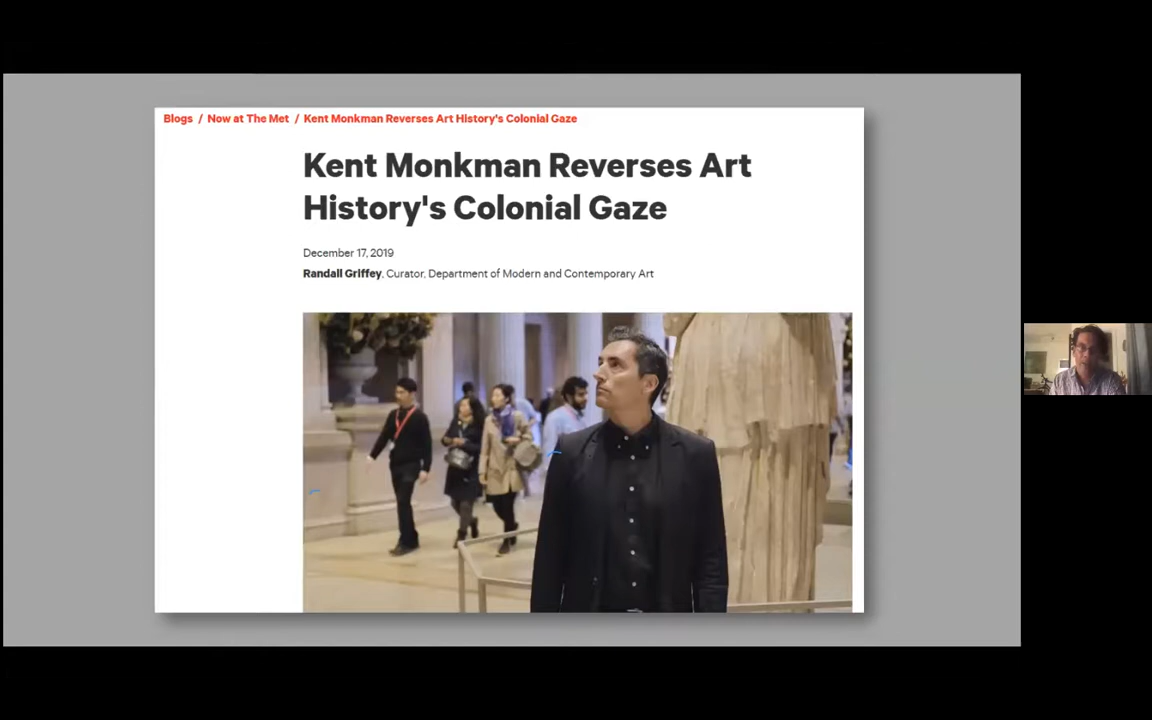 Blogs / Now at The Met / Kent Monkman Reverses Art History's Colonial Gaze
Kent Monkman Reverses Art
History's Colonial Gaze
December 17, 2019
Randall Griffey, Curator, Department of Modern and Contemporary Art